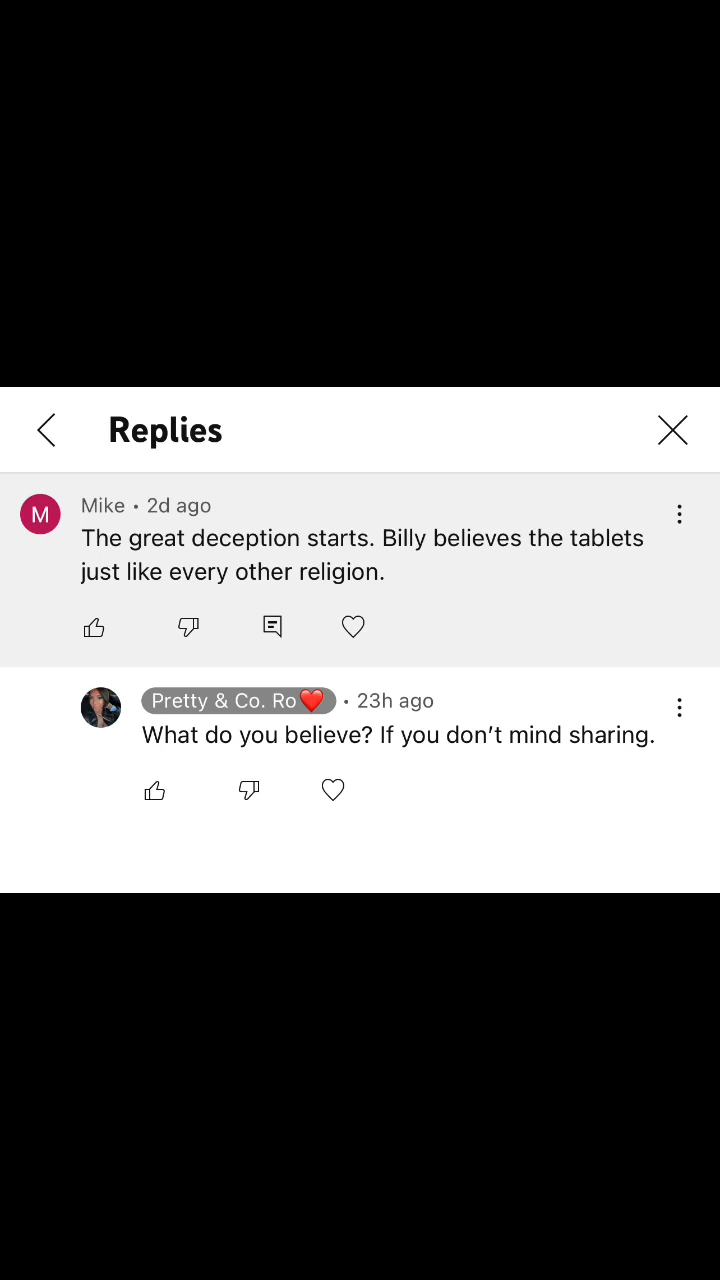 Replies
M
Mike • 2d ago
The great deception starts. Billy believes the tablets
just like every other religion.
Pretty & Co. Ro❤️ • 23h ago
What do you believe? If you don’t mind sharing.